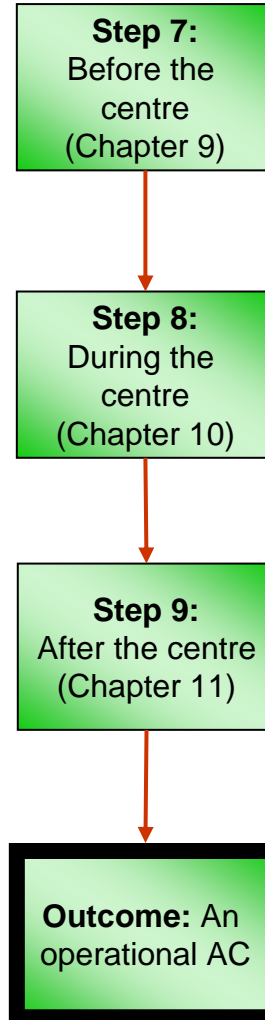 Step 7:
Before the
centre
(Chapter 9)
Step 8:
During the
centre
(Chapter 10)
Step 9:
After the centre
(Chapter 11)
Outcome: An
operational AC